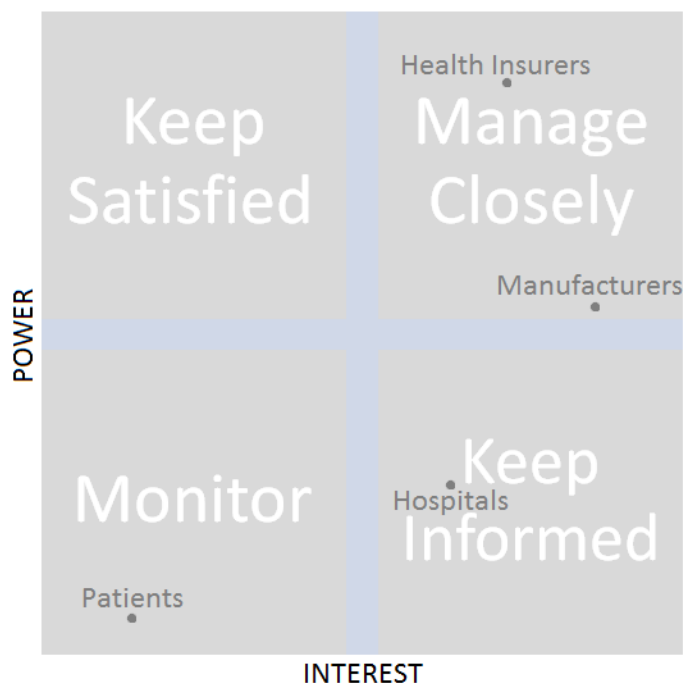 Health Insurers
Keep
Satisfied
Manage
Closely
Manufacturers
POWER
Monitor
Keep
Hospitals
Informed
Patients
INTEREST